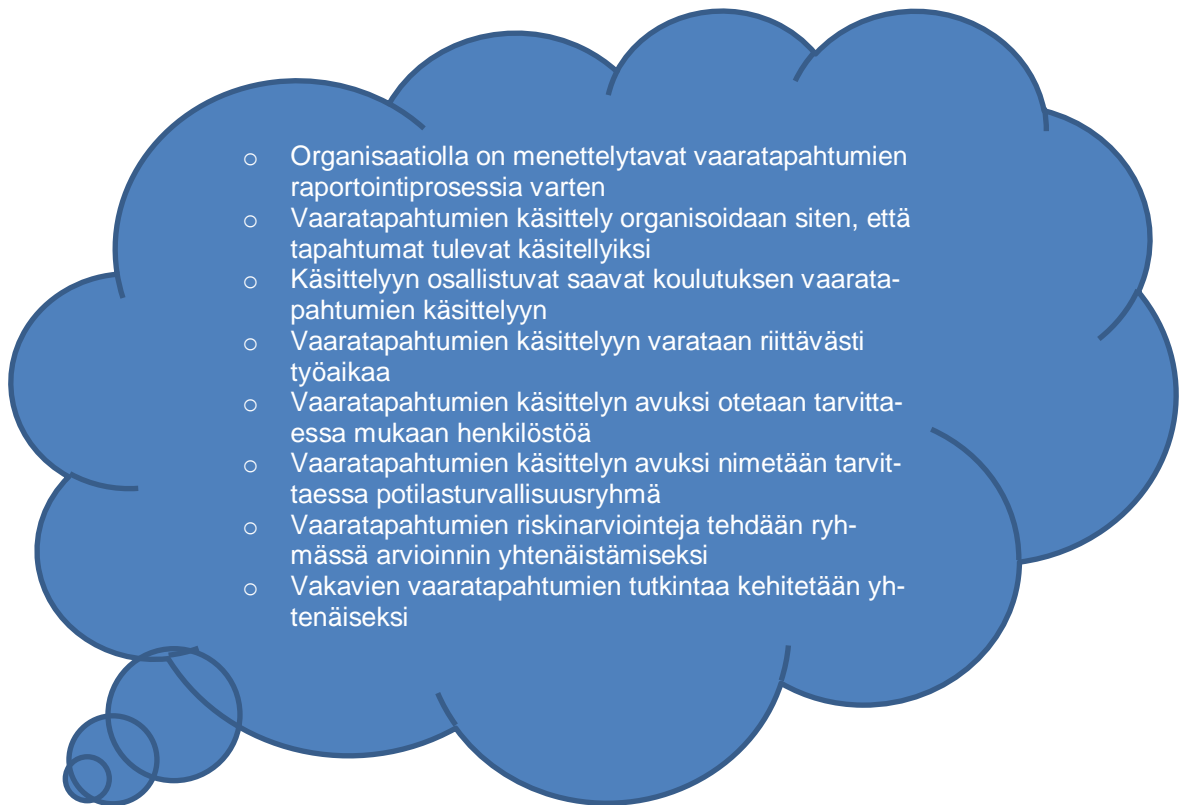 o Organisaatiolla on menettelytavat vaaratapahtumien
raportointiprosessia varten
o Vaaratapahtumien käsittely organisoidaan siten, että
tapahtumat tulevat käsitellyiksi
o Käsittelyyn osallistuvat saavat koulutuksen vaarata-
pahtumien käsittelyyn
o Vaaratapahtumien käsittelyyn varataan riittävästi
työaikaa
o Vaaratapahtumien käsittelyn avuksi otetaan tarvitta-
essa mukaan henkilöstöä
o Vaaratapahtumien käsittelyn avuksi nimetään tarvit-
taessa potilasturvallisuusryhmä
o Vaaratapahtumien riskinarviointeja tehdään ryh-
mässä arvioinnin yhtenäistämiseksi
o Vakavien vaaratapahtumien tutkintaa kehitetään yh-
tenäiseksi